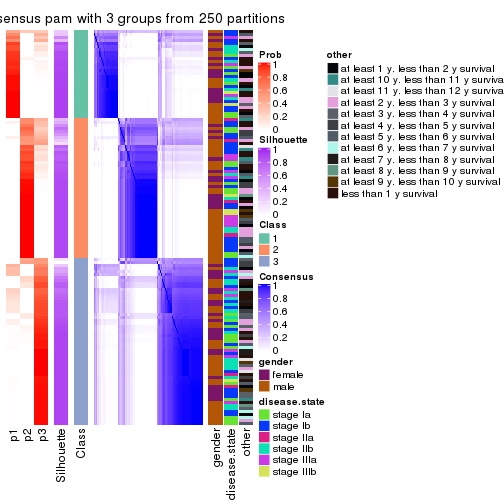 sensus pam with 3 groups from 250 partitions
Prob
1
0.8
0.6
0.4
0.2
0
Silhouette
1
0.8
0.6
0.4
0.2
0
Class
1
2
3
Consensus
1
0.8
0.6
0.4
0.2
0
gender
female
male
disease.state
stage Ia
stage Ib
stage IIa
stage IIb
stage IIIa
stage IIIb
other
at least 1 y. less than 2 y survival
at least 10 y. less than 11 y surviva
at least 11 y. less than 12 y surviva
at least 2 y. less than 3 y survival
at least 3 y. less than 4 y survival
at least 4 y. less than 5 y survival
at least 5 y. less than 6 y survival
at least 6 y. less than 7 y survival
at least 7 y. less than 8 y survival
at least 8 y. less than 9 y survival
at least 9 y. less than 10 y survival
less than 1 y survival
p1
p2
p3
Silhouette
Class
gender
disease.state
other